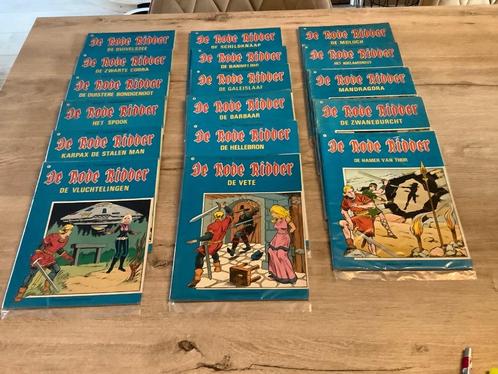 De Rode Ridder
DE DUIVELSZEE
De Rode Ridder
DE ZWARTE COBRA
De Rode Ridder
DE DUISTERE BONDGENOOT
De Rode Ridder
HET SPOOK
De Rode Ridder
KARPAX DE STALEN MAN
De Rode Ridder
DE VLUCHTELINGEN
De Rode Ridder
DE SCHILDKNAAP
De Rode Ridder
De Rode Ridder
DE GALEISLAAF
De Rode Ridder
DE BARBAAR
De Rode Ridder
DE HELLEBRON
De Rode Ridder
DE VETE
De Rode Ridder
DE MOLOCH
De Rode Ridder
De Rode Ridder
MANDRAGORA
De Rode Ridder
DE ZWANEBURCHT
De Rode Ridder
DE HAMER VAN THOR